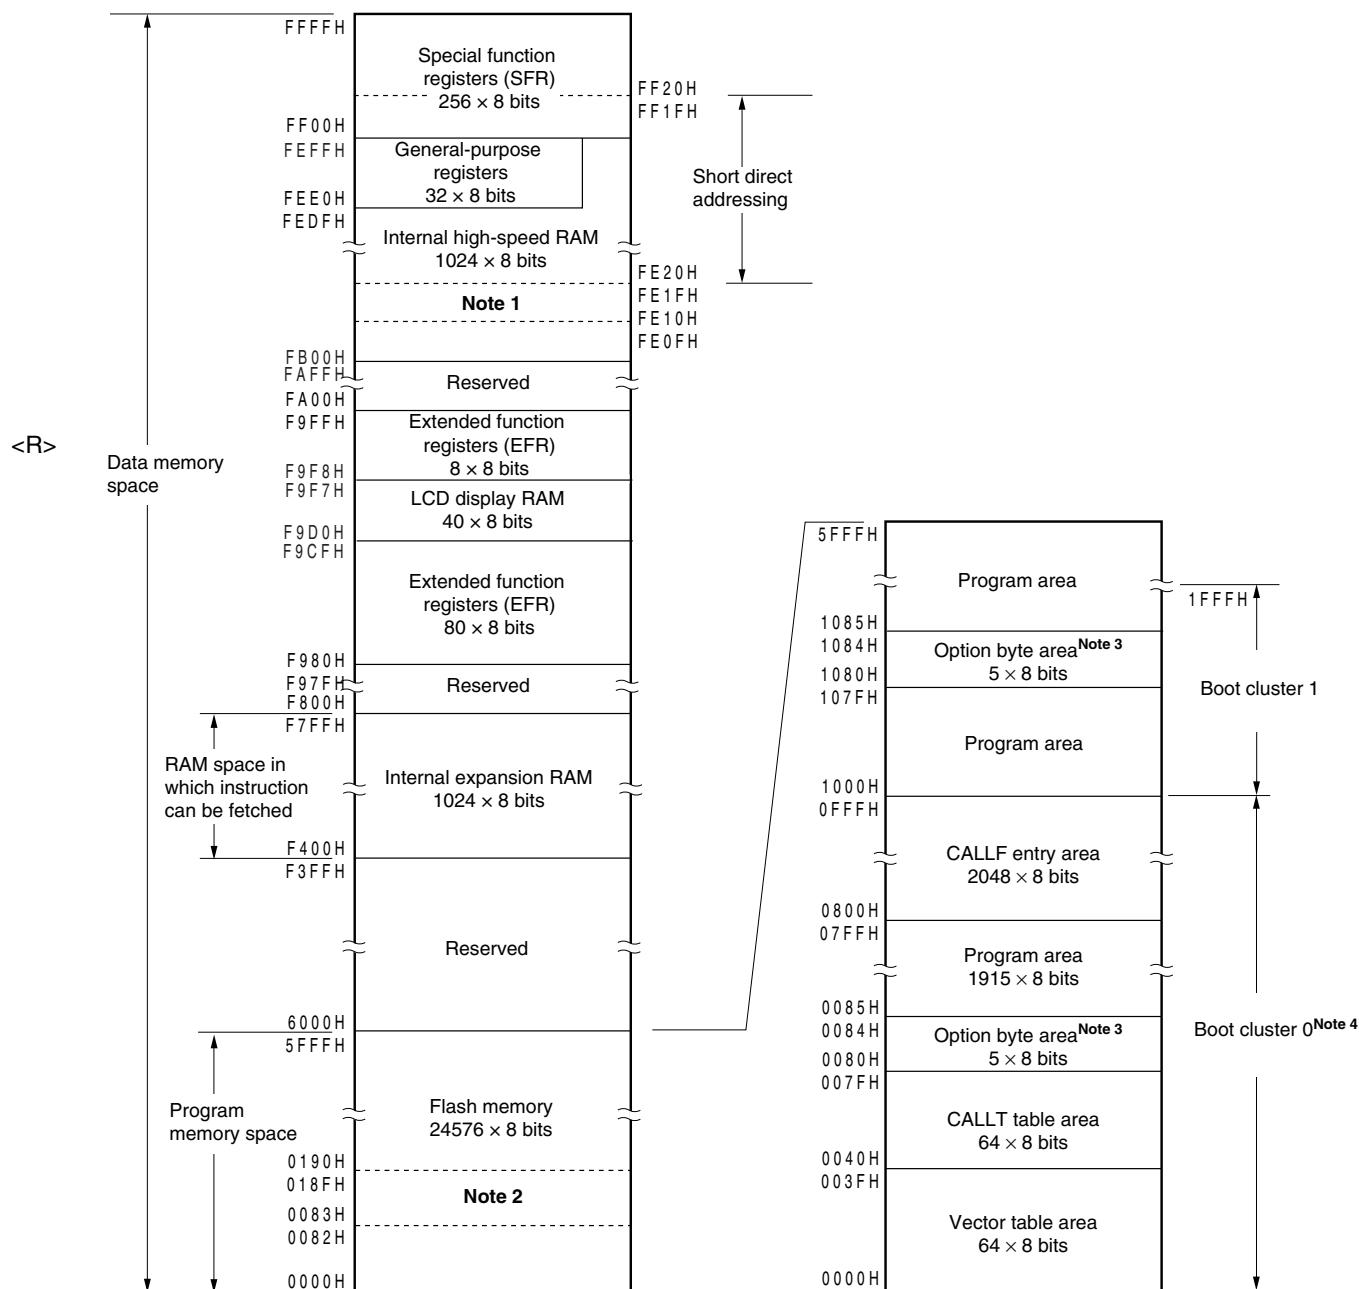 FFFFH
Special function
registers (SFR)
256 × 8 bits
FF20H
FF1FH
FF00H
FEFFH
General-purpose
registers
32 × 8 bits
FEE0H
FEDFH
Short direct
addressing
Internal high-speed RAM
1024 × 8 bits
FE20H
FE1FH
Note 1
FE10H
FE0FH
FB00H
FAFFH
Reserved
FA00H
F9FFH
Extended function
registers (EFR)
8 × 8 bits
<R>
Data memory
space
F9F8H
F9F7H
LCD display RAM
40 × 8 bits
F9D0H
F9CFH
Extended function
registers (EFR)
80 × 8 bits
F980H
F97FH
Reserved
F800H
F7FFH
RAM space in
which instruction
can be fetched
Internal expansion RAM
1024 × 8 bits
F400H
F3FFH
Reserved
6000H
5FFFH
Program
memory space
Flash memory
24576 × 8 bits
0190H
018FH
Note 2
0083H
0082H
0000H
5FFFH
Program area
1FFFH
1085H
1084H
Option byte area Note 3
5 × 8 bits
1080H
107FH
Boot cluster 1
Program area
1000H
0FFFH
CALLF entry area
2048 × 8 bits
0800H
07FFH
Program area
1915 × 8 bits
0085H
0084H
Option byte area Note 3
5 × 8 bits
Boot cluster 0 Note 4
0080H
007FH
CALLT table area
64 × 8 bits
0040H
003FH
Vector table area
64 × 8 bits
0000H